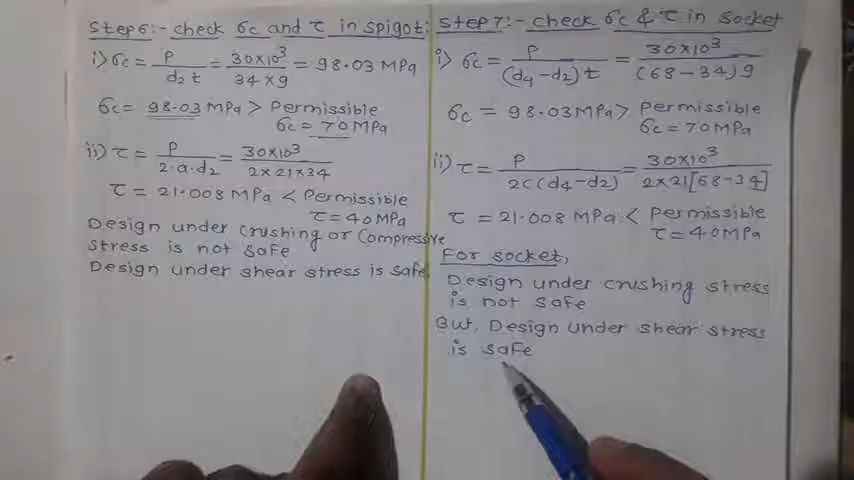 Step 6:- check σc and τ in spigot:
i) σc = P / d2 t = 30×10³ / 34×9 = 98.03 MPa
σc = 98.03 MPa > Permissible
σc = 70 MPa
ii) τ = P / 2·a·d2 = 30×10³ / 2×21×34
τ = 21.008 MPa < Permissible
τ = 40 MPa
Design under crushing or Compressive
stress is not safe
Design under shear stress is safe.
Step 7:- check σc & τ in socket
i) σc = P / (d4-d2) t = 30×10³ / (68-34) 9
σc = 98.03 MPa > Permissible
σc = 70 MPa
ii) τ = P / 2c(d4-d2) = 30×10³ / 2×21[68-34]
τ = 21.008 MPa < Permissible
τ = 40 MPa
For socket,
Design under crushing stress
is not safe
But, Design under shear stress
is safe